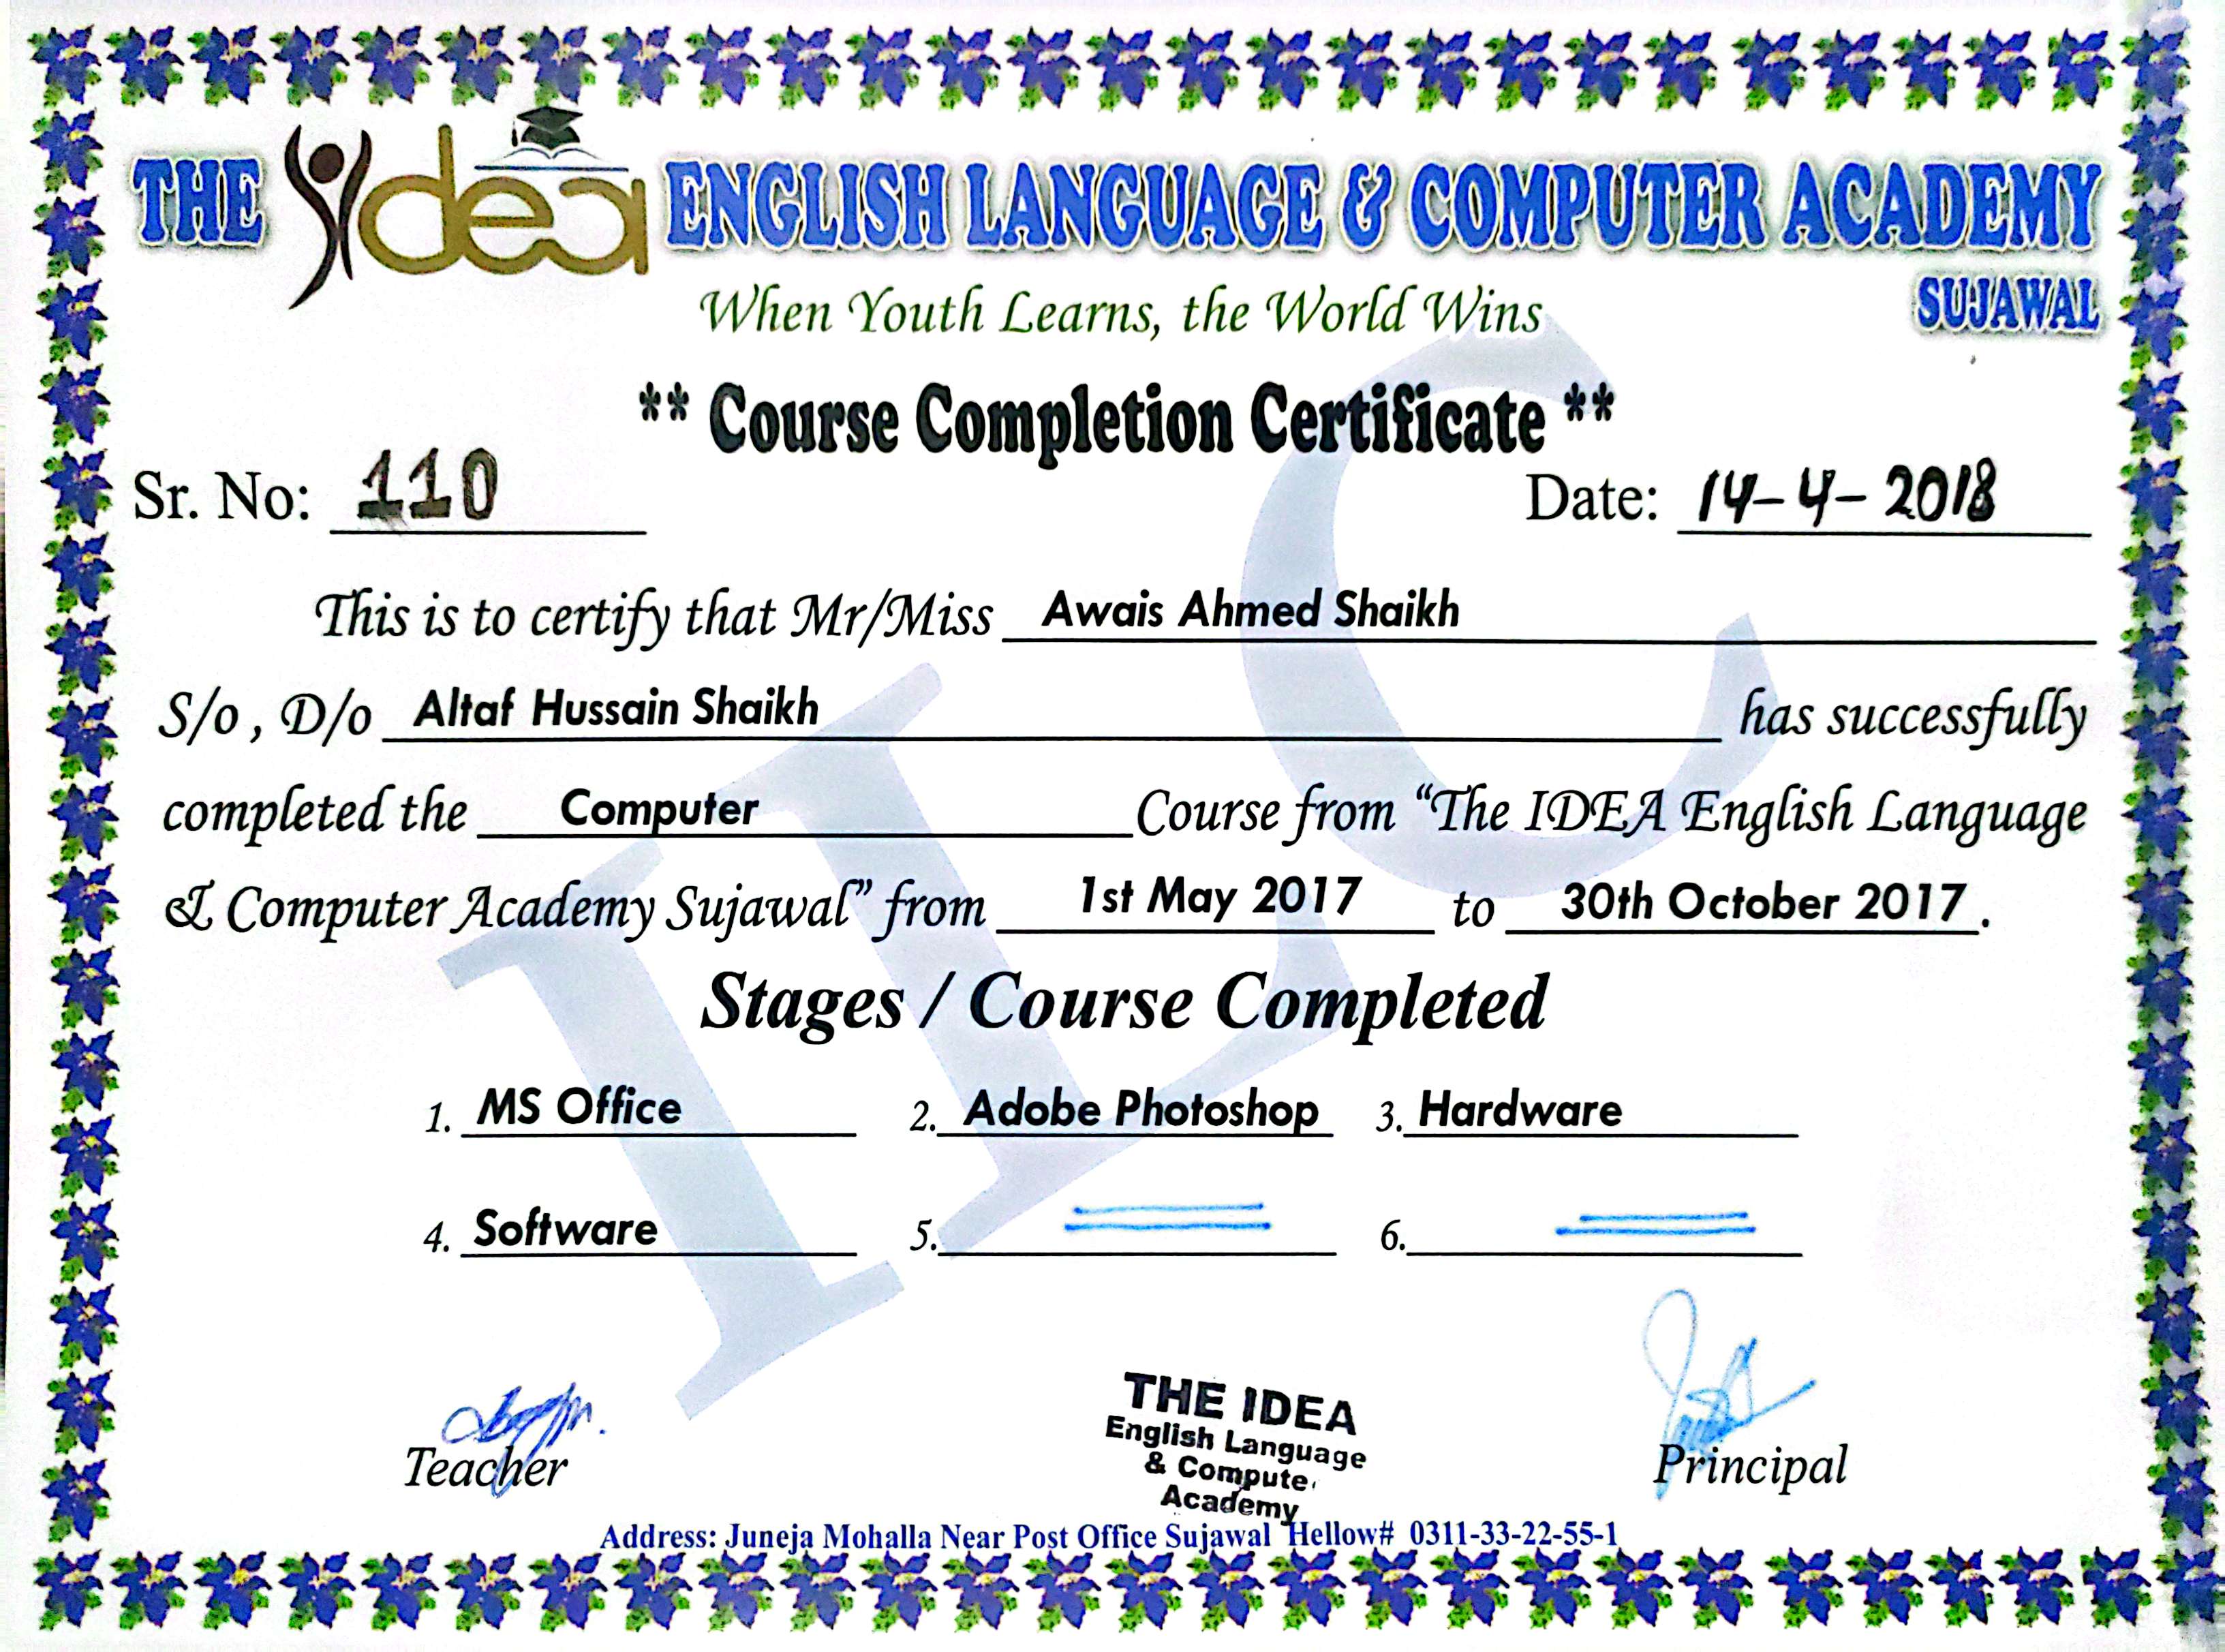 THE idea ENGLISH LANGUAGE & COMPUTER ACADEMY
SUJAWAL
When Youth Learns, the World Wins
** Course Completion Certificate **
Sr. No: 110
Date: 14-4-2018
This is to certify that Mr/Miss Awais Ahmed Shaikh
S/o , D/o Altaf Hussain Shaikh has successfully
completed the Computer Course from “The IDEA English Language
& Computer Academy Sujawal” from 1st May 2017 to 30th October 2017 .
ILC
Stages / Course Completed
1. MS Office 2. Adobe Photoshop 3. Hardware
4. Software 5. 6.
Teacher
THE IDEA
English Language
& Compute
Academy
Principal
Address: Juneja Mohalla Near Post Office Sujawal Hellow# 0311-33-22-55-1